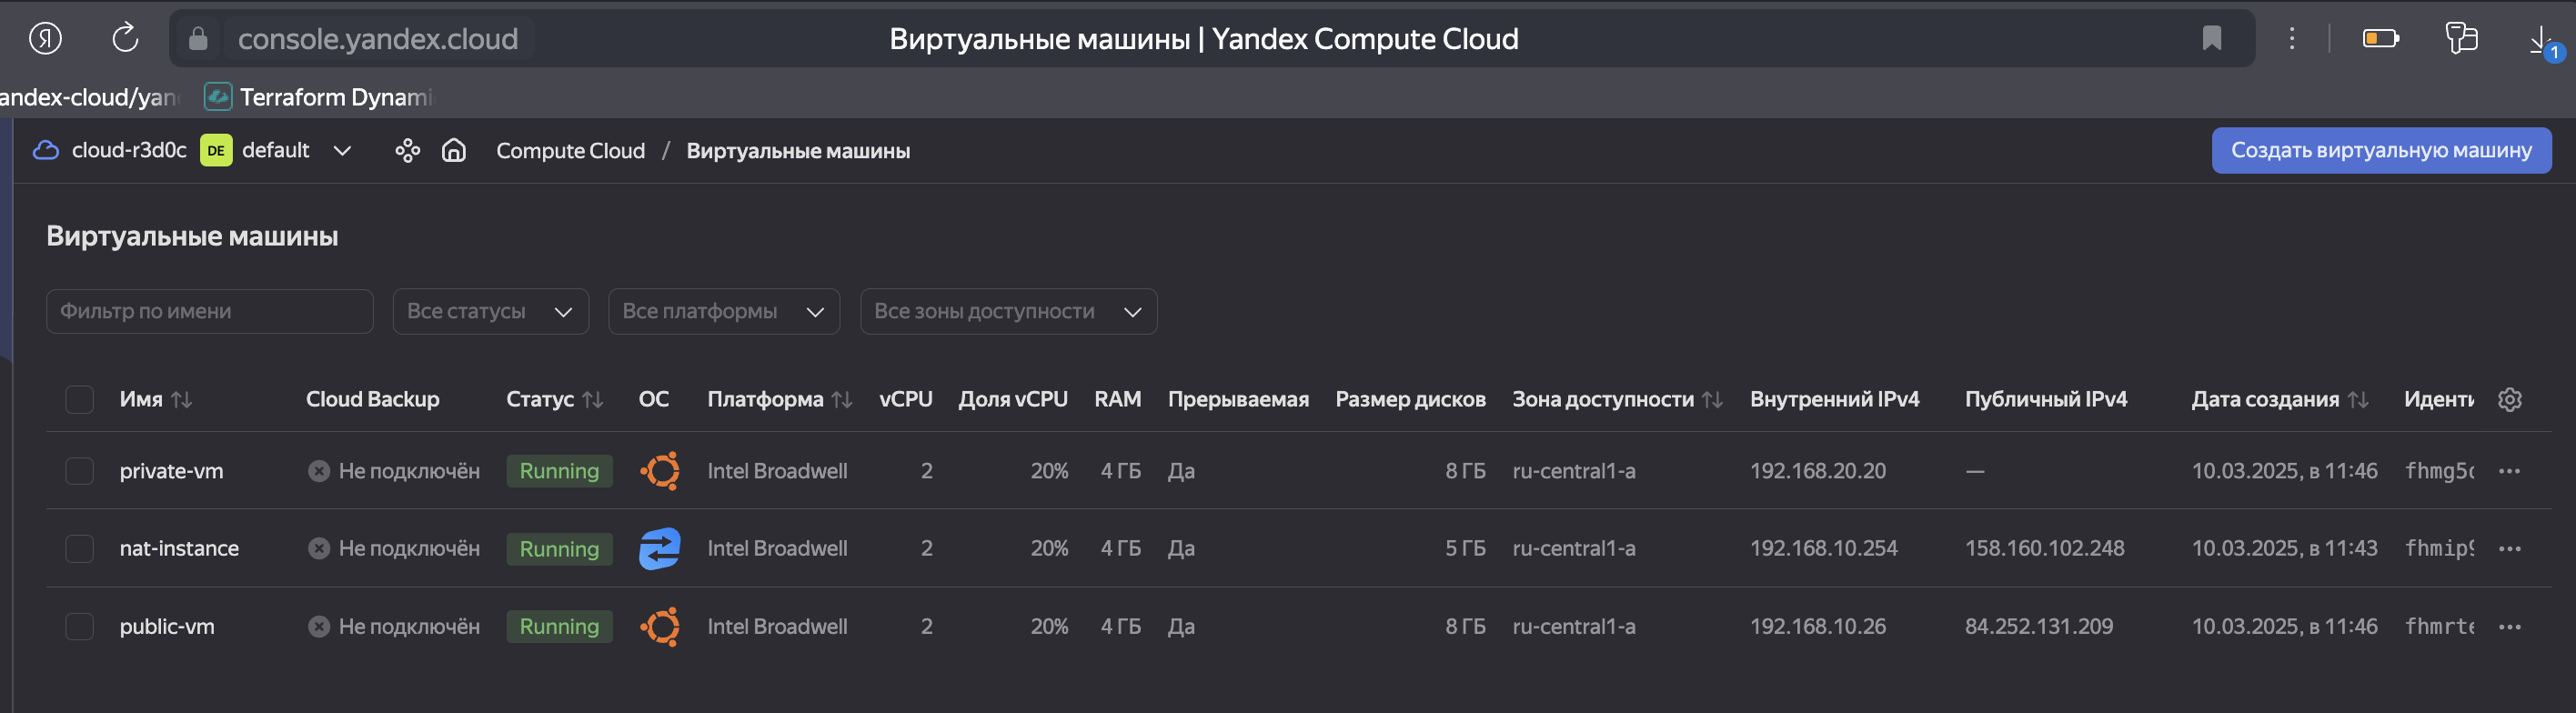 Я console.yandex.cloud Виртуальные машины | Yandex Compute Cloud 1
andex-cloud/yan Terraform Dynami
cloud-r3d0c DE default Compute Cloud / Виртуальные машины Создать виртуальную машину
Виртуальные машины
Фильтр по имени Все статусы Все платформы Все зоны доступности
Имя Cloud Backup Статус ОС Платформа vCPU Доля vCPU RAM Прерываемая Размер дисков Зона доступности Внутренний IPv4 Публичный IPv4 Дата создания Иденти
private-vm Не подключён Running Intel Broadwell 2 20% 4 ГБ Да 8 ГБ ru-central1-a 192.168.20.20 — 10.03.2025, в 11:46 fhmg5
nat-instance Не подключён Running Intel Broadwell 2 20% 4 ГБ Да 5 ГБ ru-central1-a 192.168.10.254 158.160.102.248 10.03.2025, в 11:43 fhmip9
public-vm Не подключён Running Intel Broadwell 2 20% 4 ГБ Да 8 ГБ ru-central1-a 192.168.10.26 84.252.131.209 10.03.2025, в 11:46 fhmrt